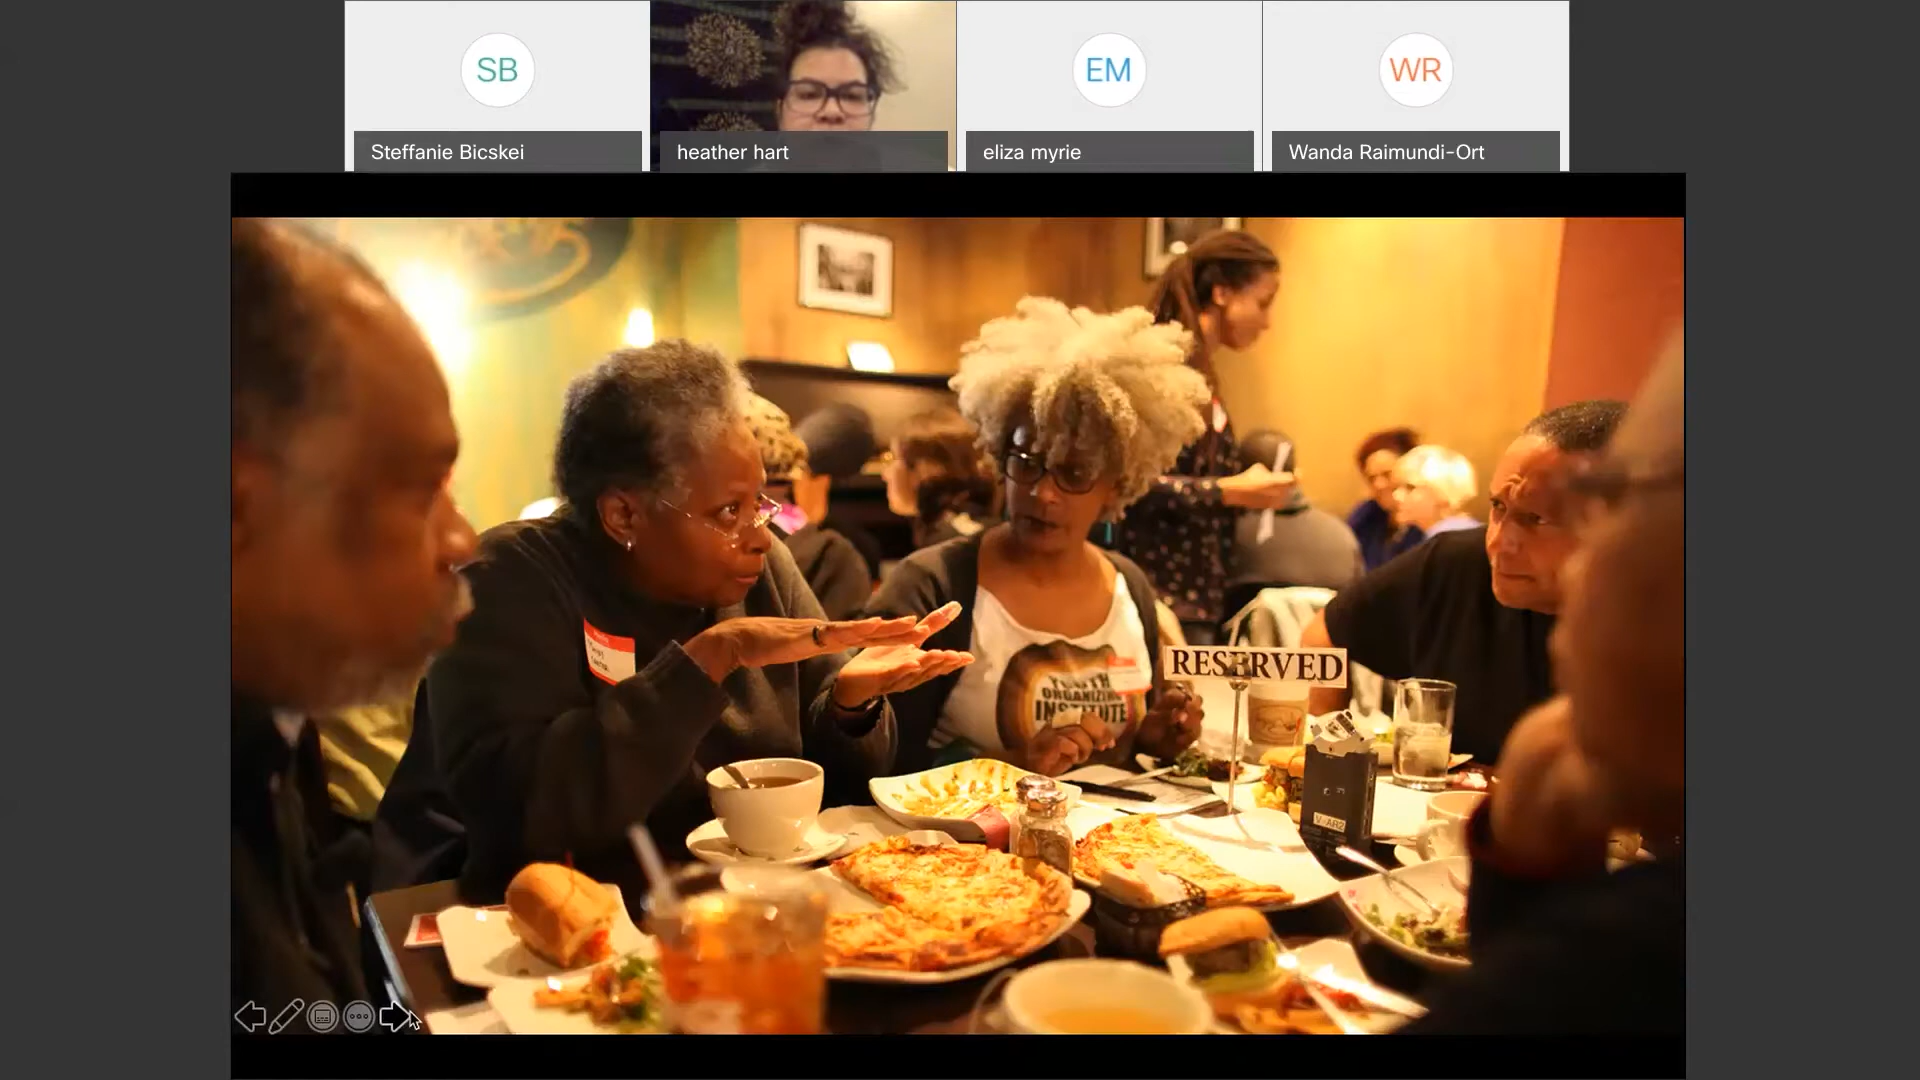 SB
EM
WR
Steffanie Bicskei
heather hart
eliza myrie
Wanda Raimundi-Ort
RESERVED
YOUTH
ORGANIZING
INSTITUTE